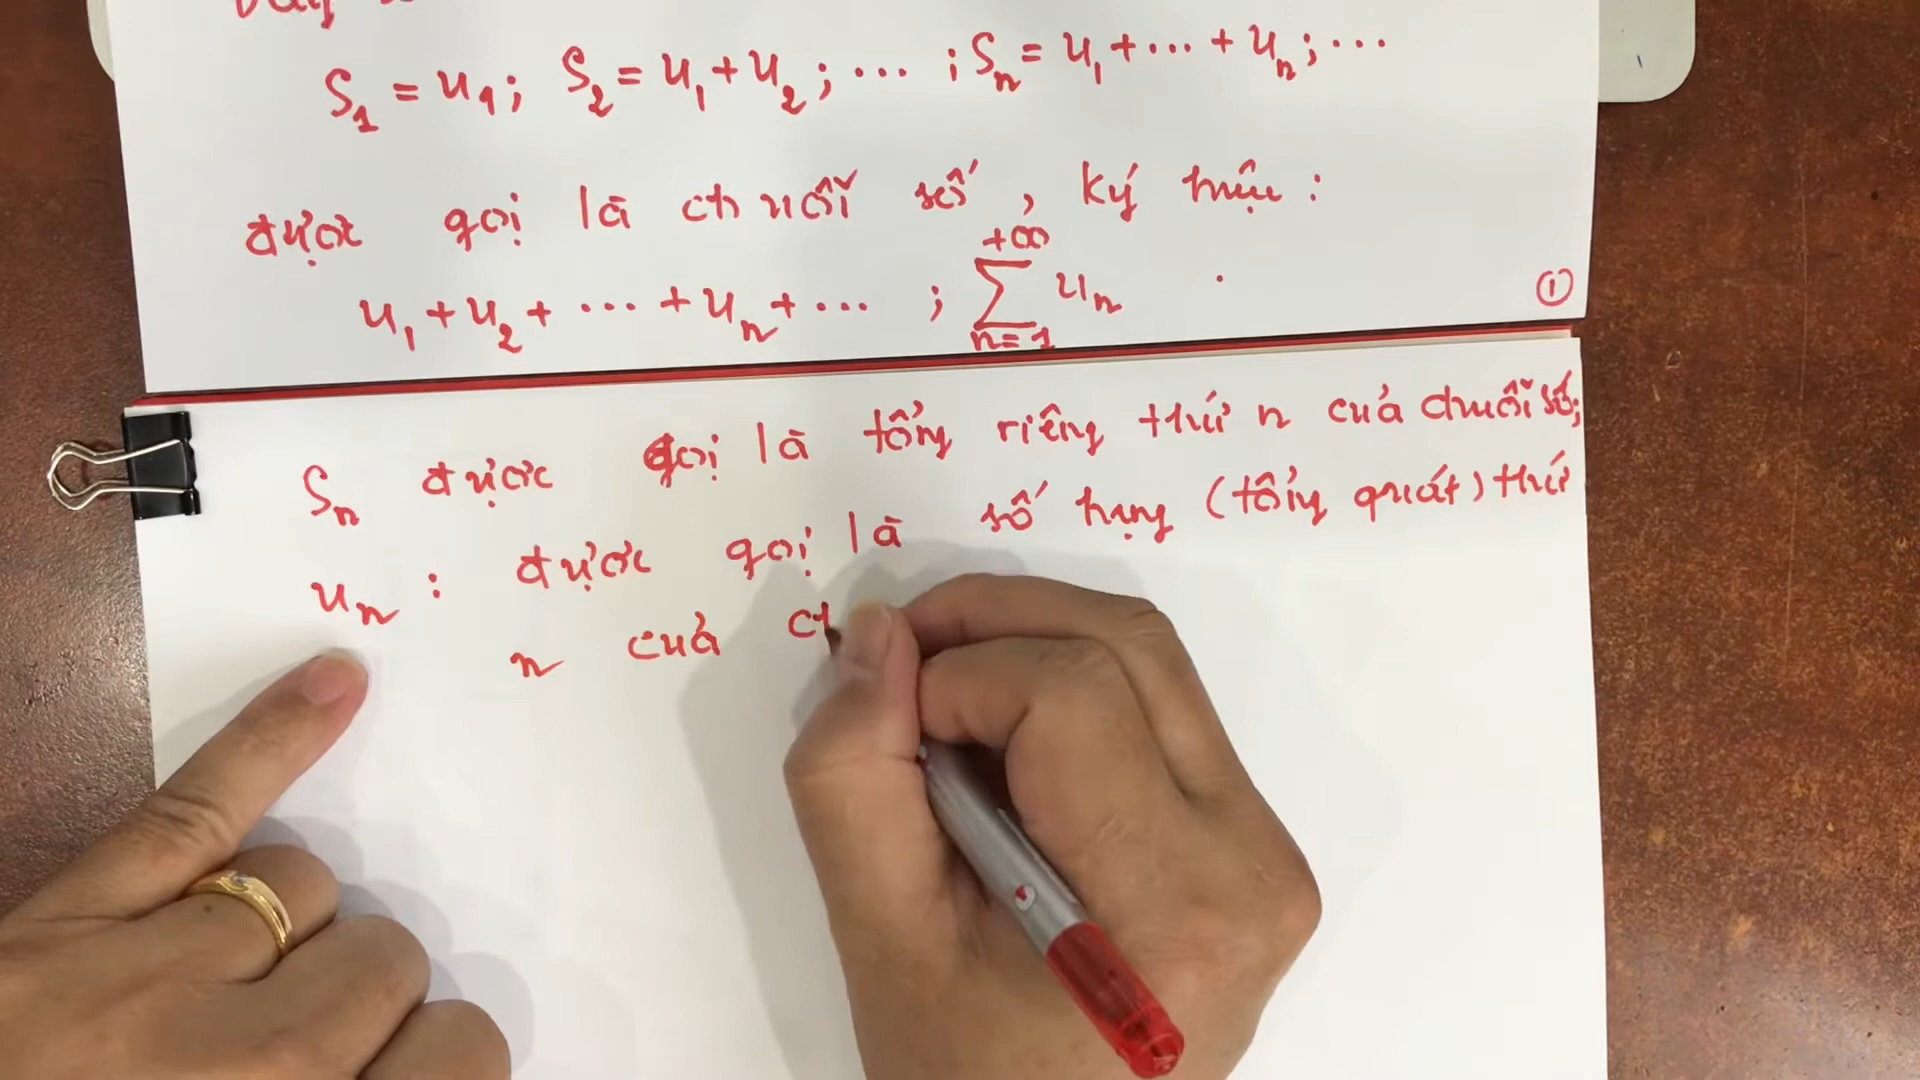 S₁ = u₁; S₂ = u₁ + u₂; ... ; Sₙ = u₁ + ... + uₙ; ...
được gọi là chuỗi số, ký hiệu :
u₁ + u₂ + ... + uₙ + ... ; +∞ ∑ n=1 uₙ .
①
Sₙ được gọi là tổng riêng thứ n của chuỗi số;
uₙ : được gọi là số hạng (tổng quát) thứ
n của ch